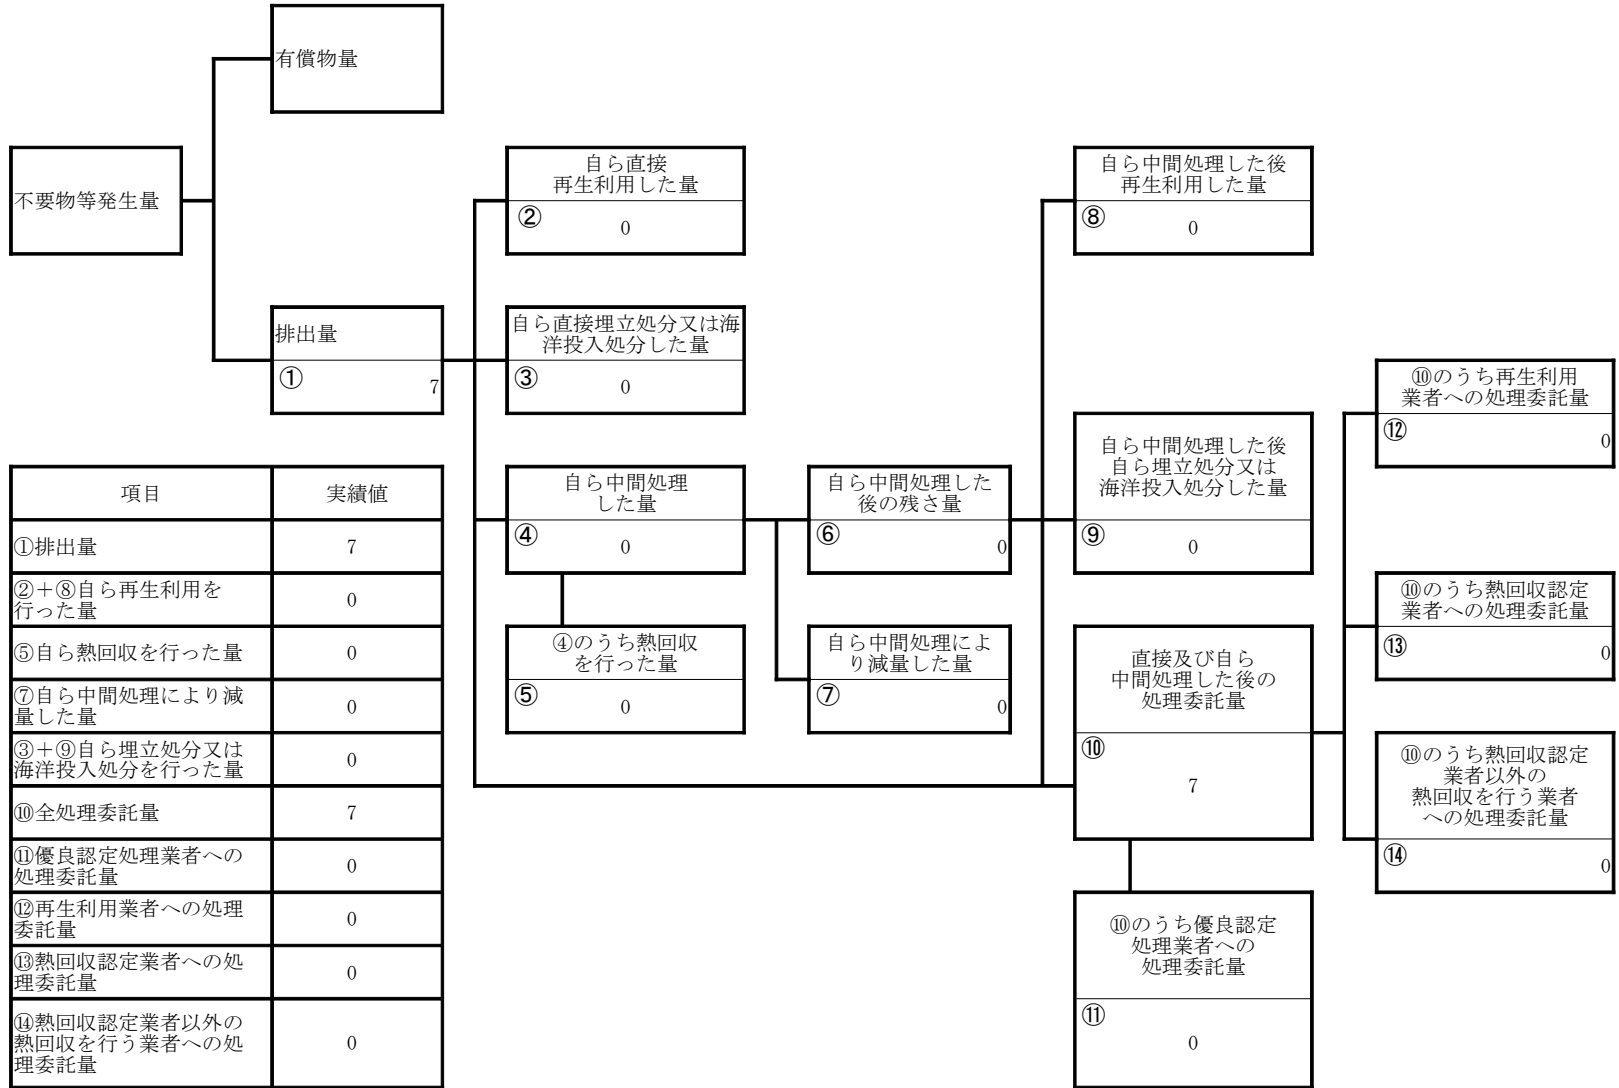 有償物量
不要物等発生量
自ら直接
再生利用した量
②
0
自ら中間処理した後
再生利用した量
⑧
0
排出量
①
7
自ら直接埋立処分又は海
洋投入処分した量
③
0
⑩のうち再生利用
業者への処理委託量
⑫
0
自ら中間処理
した量
④
0
自ら中間処理した
後の残さ量
⑥
0
自ら中間処理した後
自ら埋立処分又は
海洋投入処分した量
⑨
0
⑩のうち熱回収認定
業者への処理委託量
⑬
0
④のうち熱回収
を行った量
⑤
0
自ら中間処理によ
り減量した量
⑦
0
直接及び自ら
中間処理した後の
処理委託量
⑩
7
⑩のうち熱回収認定
業者以外の
熱回収を行う業者
への処理委託量
⑭
0
⑩のうち優良認定
処理業者への
処理委託量
⑪
0
項目 実績値
①排出量 7
②+⑧自ら再生利用を
行った量 0
⑤自ら熱回収を行った量 0
⑦自ら中間処理により減
量した量 0
③+⑨自ら埋立処分又は
海洋投入処分を行った量 0
⑩全処理委託量 7
⑪優良認定処理業者への
処理委託量 0
⑫再生利用業者への処理
委託量 0
⑬熱回収認定業者への処
理委託量 0
⑭熱回収認定業者以外の
熱回収を行う業者への処
理委託量 0